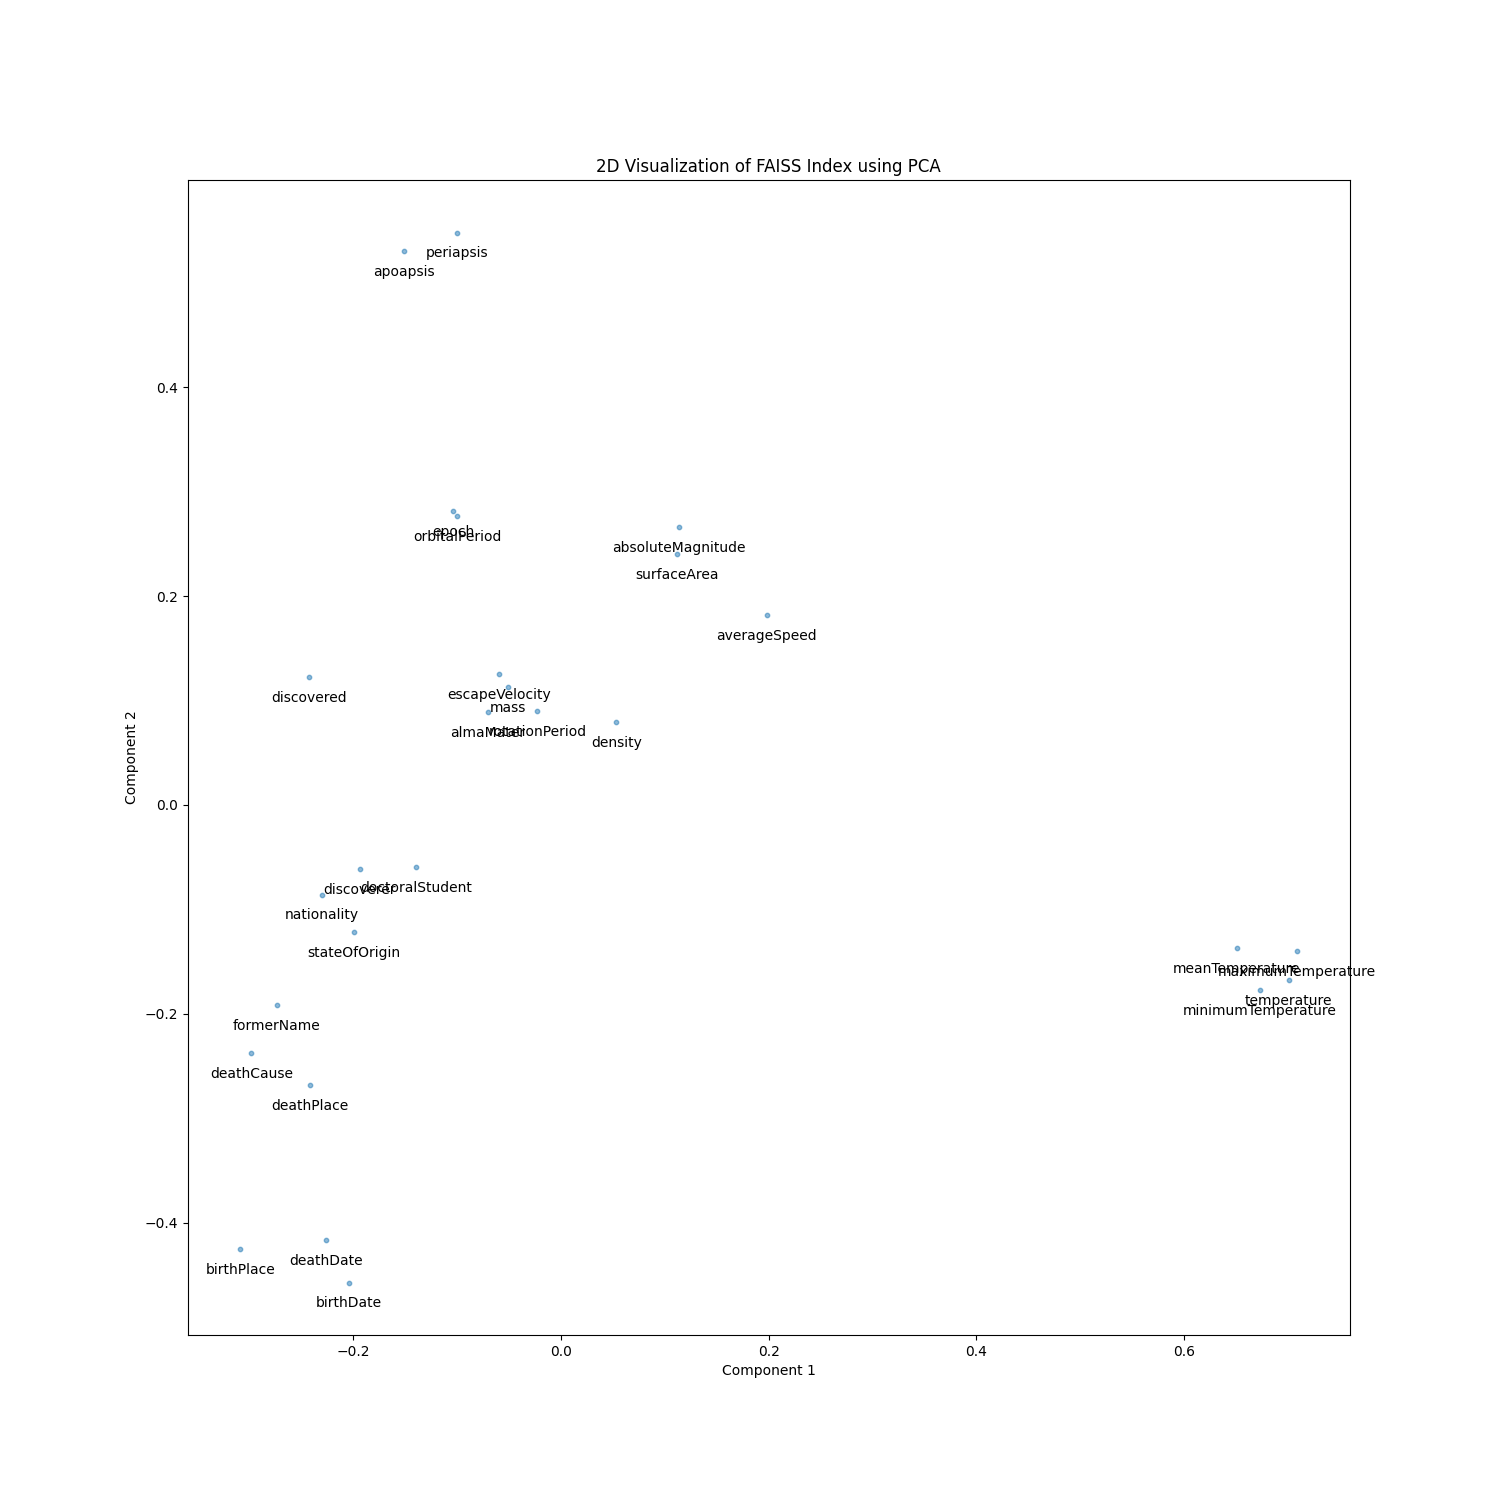 2D Visualization of FAISS Index using PCA
periapsis
apoapsis
0.4
epoch
orbitalPeriod
absoluteMagnitude
surfaceArea
0.2
averageSpeed
discovered
escapeVelocity
mass
almaMater
rotationPeriod
density
Component 2
0.0
discoverer
doctoralStudent
nationality
stateOfOrigin
meanTemperature
maximumTemperature
temperature
minimumTemperature
−0.2
formerName
deathCause
deathPlace
−0.4
deathDate
birthPlace
birthDate
−0.2 0.0 0.2 0.4 0.6
Component 1